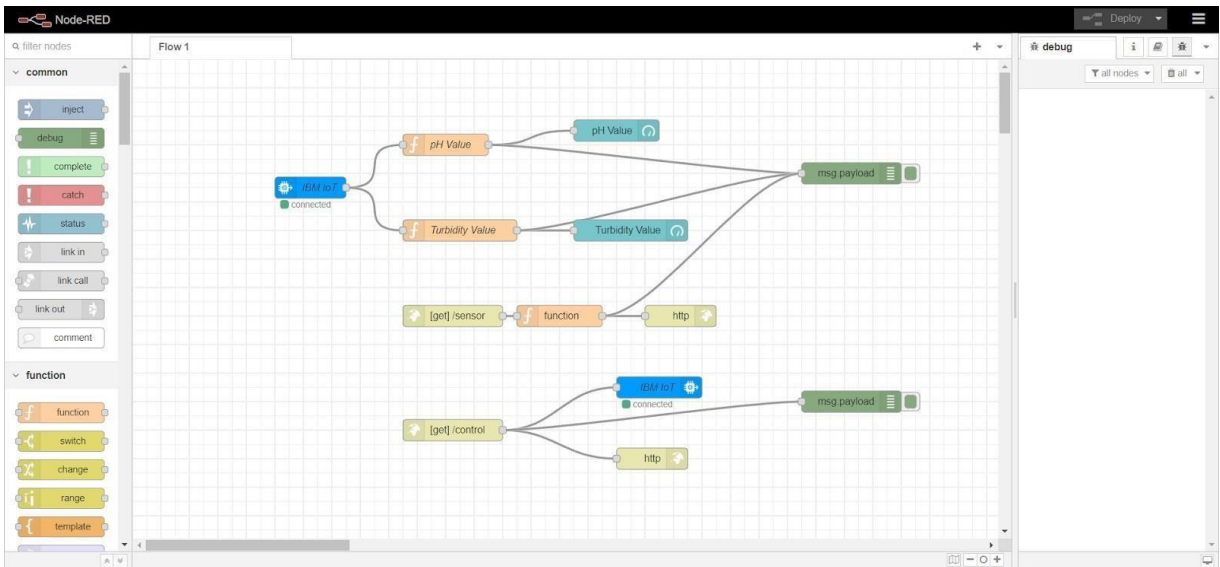 Node-RED
Deploy
filter nodes
Flow 1
debug
i
all nodes
all
common
inject
debug
complete
catch
status
link in
link call
link out
comment
function
function
switch
change
range
template
pH Value
pH Value
msg.payload
IBM IoT
connected
Turbidity Value
Turbidity Value
[get] /sensor
function
http
IBM IoT
connected
msg.payload
[get] /control
http